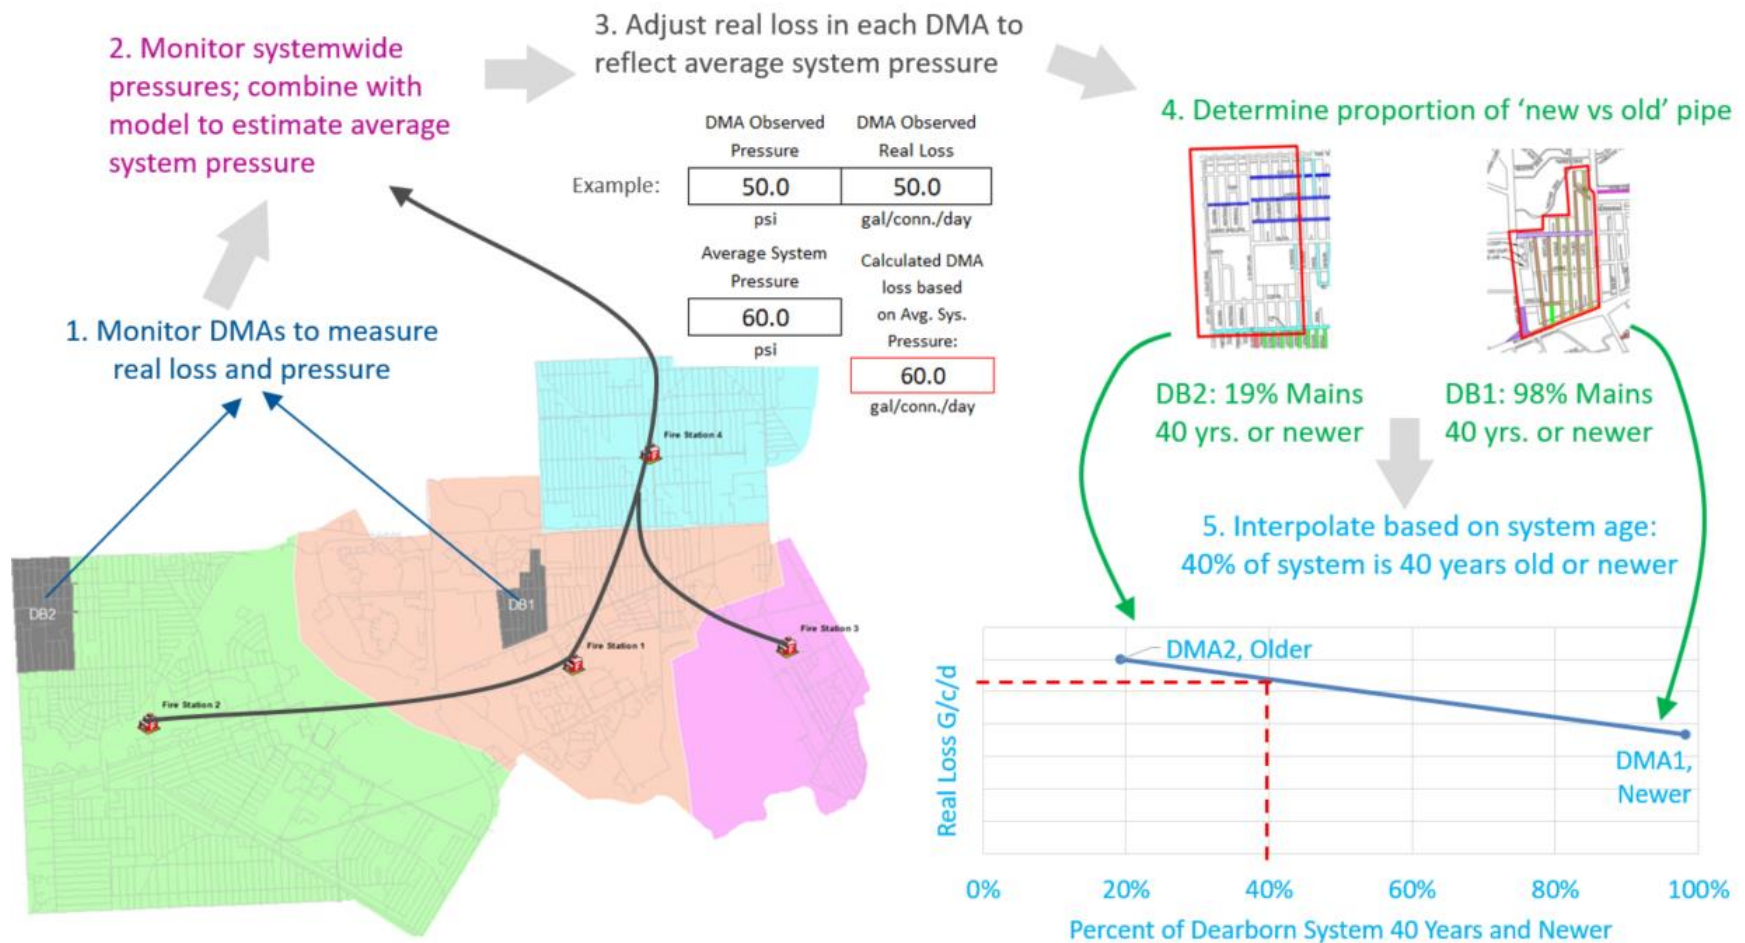 2. Monitor systemwide
pressures; combine with
model to estimate average
system pressure
3. Adjust real loss in each DMA to
reflect average system pressure
4. Determine proportion of ‘new vs old’ pipe
DMA Observed
Pressure
DMA Observed
Real Loss
Example:
50.0
50.0
psi
gal/conn./day
Average System
Pressure
60.0
psi
Calculated DMA
loss based
on Avg. Sys.
Pressure:
60.0
gal/conn./day
1. Monitor DMAs to measure
real loss and pressure
DB2: 19% Mains
40 yrs. or newer
DB1: 98% Mains
40 yrs. or newer
5. Interpolate based on system age:
40% of system is 40 years old or newer
Fire Station 4
DB2
DB1
Fire Station 1
Fire Station 3
Fire Station 2
DMA2, Older
DMA1,
Newer
Real Loss G/c/d
0%
20%
40%
60%
80%
100%
Percent of Dearborn System 40 Years and Newer